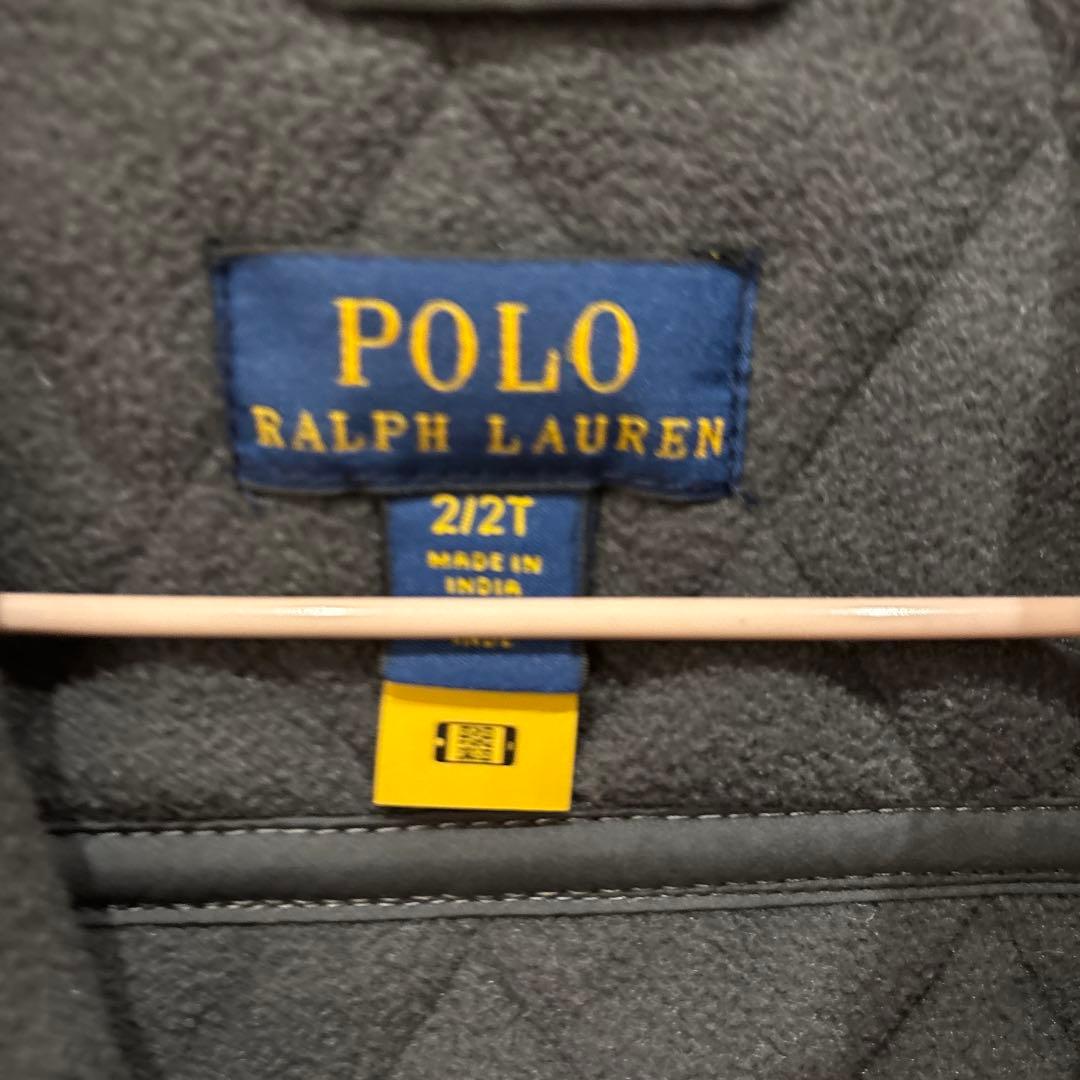 POLO
RALPH LAUREN
2/2T
MADE IN
INDIA